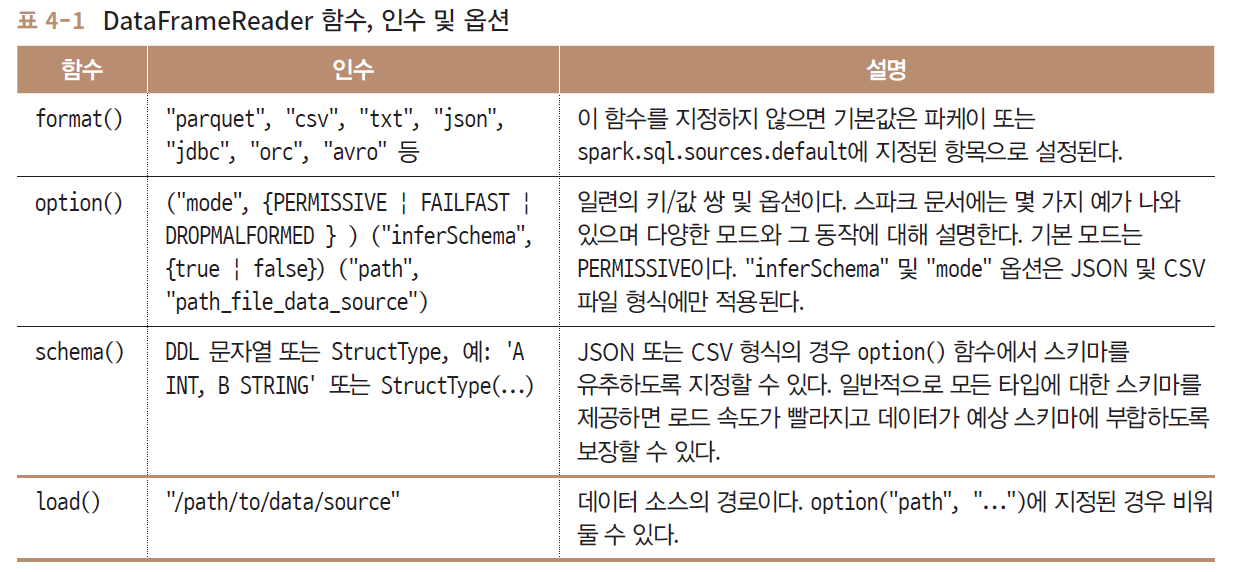 표 4-1 DataFrameReader 함수, 인수 및 옵션
함수 인수 설명
format() "parquet", "csv", "txt", "json", 이 함수를 지정하지 않으면 기본값은 파케이 또는
"jdbc", "orc", "avro" 등 spark.sql.sources.default에 지정된 항목으로 설정된다.
option() ("mode", {PERMISSIVE ¦ FAILFAST ¦ 일련의 키/값 쌍 및 옵션이다. 스파크 문서에는 몇 가지 예가 나와
DROPMALFORMED } ) ("inferSchema", 있으며 다양한 모드와 그 동작에 대해 설명한다. 기본 모드는
{true ¦ false}) ("path", PERMISSIVE이다. "inferSchema" 및 "mode" 옵션은 JSON 및 CSV
"path_file_data_source") 파일 형식에만 적용된다.
schema() DDL 문자열 또는 StructType, 예: 'A JSON 또는 CSV 형식의 경우 option() 함수에서 스키마를
INT, B STRING' 또는 StructType(...) 유추하도록 지정할 수 있다. 일반적으로 모든 타입에 대한 스키마를
제공하면 로드 속도가 빨라지고 데이터가 예상 스키마에 부합하도록
보장할 수 있다.
load() "/path/to/data/source" 데이터 소스의 경로이다. option("path", "...")에 지정된 경우 비워
둘 수 있다.